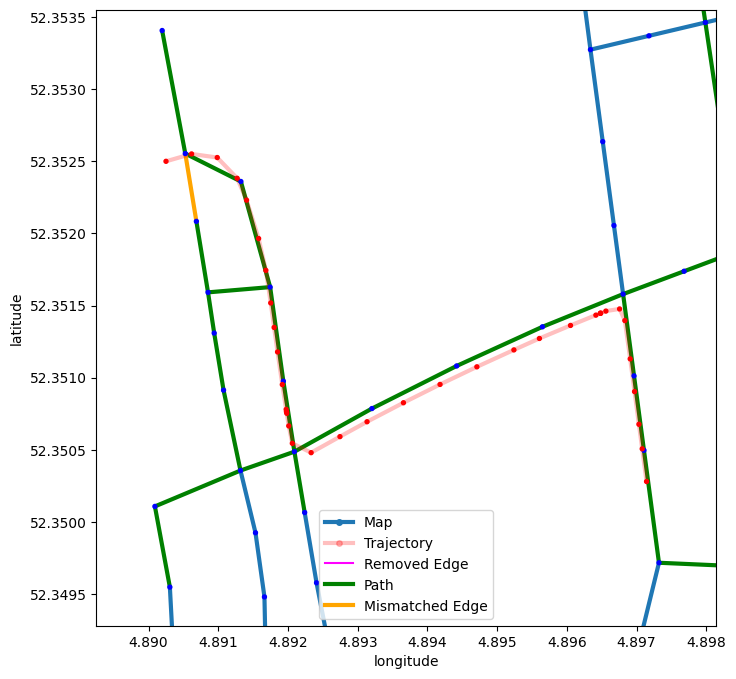 52.3535
52.3530
52.3525
52.3520
52.3515
52.3510
52.3505
52.3500
52.3495
latitude
4.890 4.891 4.892 4.893 4.894 4.895 4.896 4.897 4.898
longitude
Map
Trajectory
Removed Edge
Path
Mismatched Edge